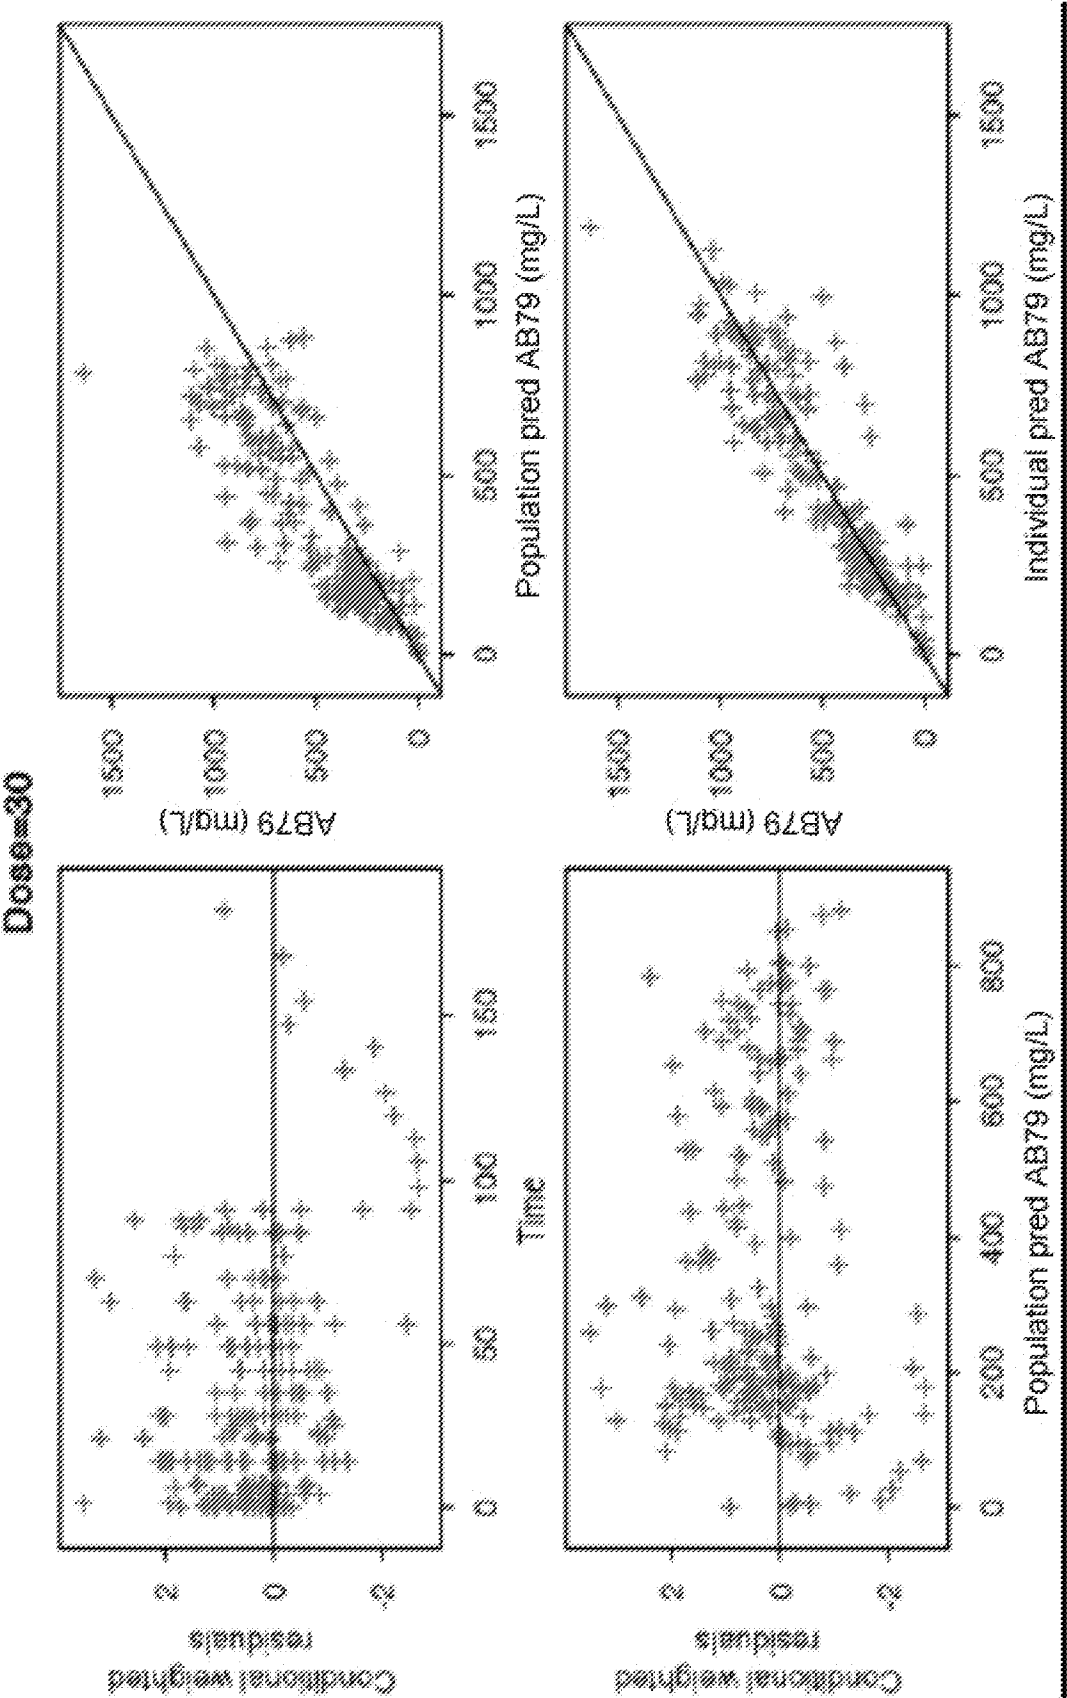 Dose=30
Conditional weighted
residuals
2
0
-2
0
50
100
150
Time
AB79 (mg/L)
1500
1000
500
0
0
500
1000
1500
Population pred AB79 (mg/L)
Conditional weighted
residuals
2
0
-2
0
200
400
600
800
Population pred AB79 (mg/L)
AB79 (mg/L)
1500
1000
500
0
0
500
1000
1500
Individual pred AB79 (mg/L)